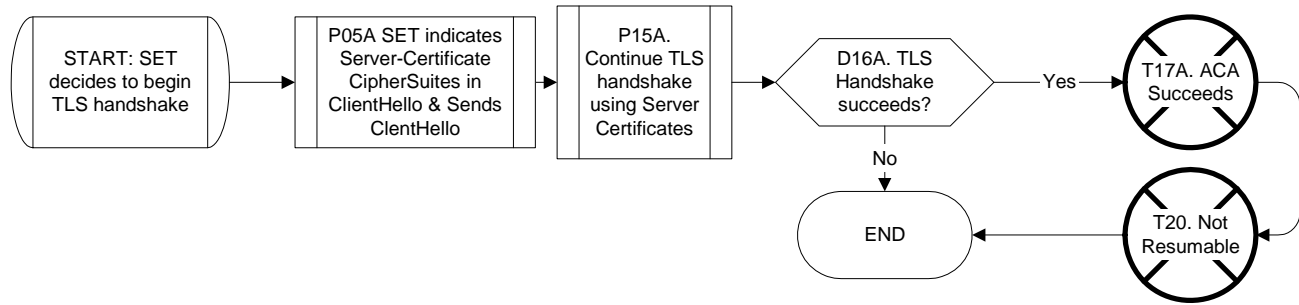 START: SET
decides to begin
TLS handshake
P05A SET indicates
Server-Certificate
CipherSuites in
ClientHello & Sends
ClentHello
P15A.
Continue TLS
handshake
using Server
Certificates
D16A. TLS
Handshake
succeeds?
Yes
T17A. ACA
Succeeds
No
END
T20. Not
Resumable